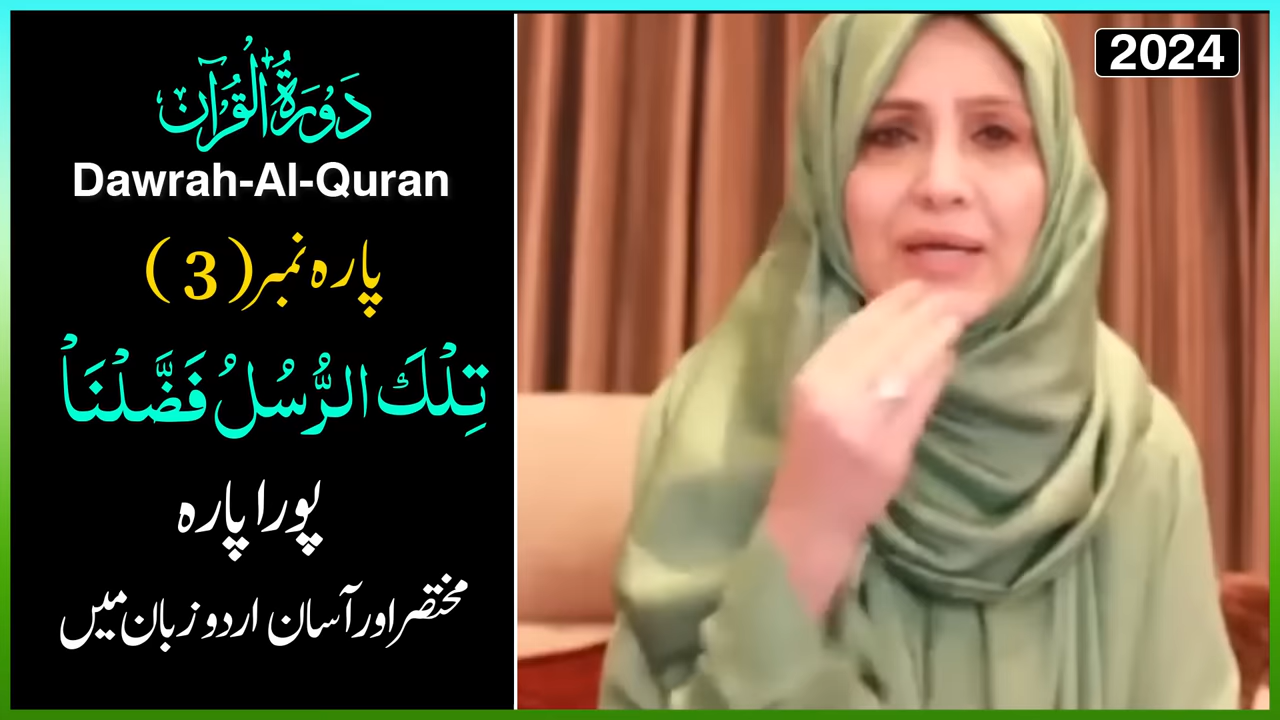 دَوْرَةُ الْقُرْآن
Dawrah-Al-Quran
پارہ نمبر ( 3 )
تِلْكَ الرُّسُلُ فَضَّلْنَا
پورا پارہ
مختصر اور آسان اردو زبان میں
2024